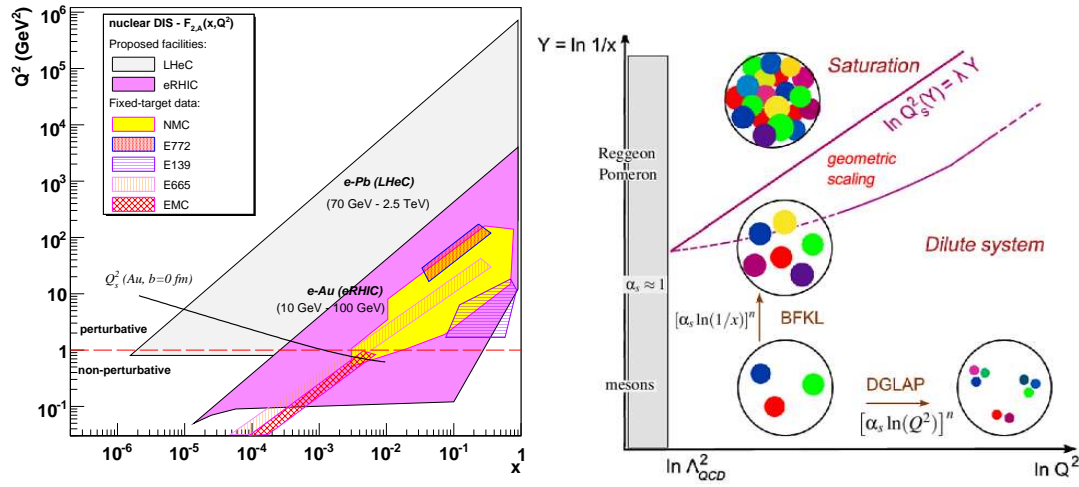 Q² (GeV²)
10⁶
10⁵
10⁴
10³
10²
10
1
10⁻¹
nuclear DIS - F₂,A(x,Q²)
Proposed facilities:
LHeC
eRHIC
Fixed-target data:
NMC
E772
E139
E665
EMC
e-Pb (LHeC)
(70 GeV - 2.5 TeV)
Qₛ² (Au, b=0 fm)
e-Au (eRHIC)
(10 GeV - 100 GeV)
perturbative
non-perturbative
10⁻⁶ 10⁻⁵ 10⁻⁴ 10⁻³ 10⁻² 10⁻¹ 1
x
Y = ln 1/x
Saturation
ln Qₛ²(Y) = λ Y
Reggeon
Pomeron
geometric
scaling
Dilute system
αₛ ≈ 1
[αₛ ln(1/x)]ⁿ
BFKL
mesons
DGLAP
[αₛ ln(Q²)]ⁿ
ln Λ²QCD
ln Q²